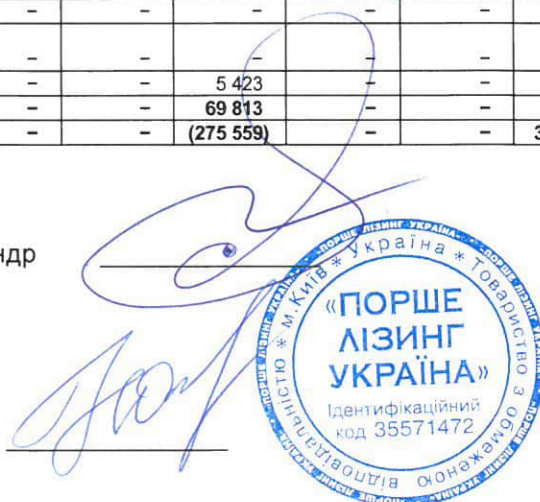 – – – – –
– – – – –
– – 5 423 – –
– – 69 813 – –
– – (275 559) – – 3
ндр
«ПОРШЕ ЛІЗИНГ УКРАЇНА»
* м.Київ * Україна * Товариство з обмеженою відповідальністю
«ПОРШЕ
ЛІЗИНГ
УКРАЇНА»
Ідентифікаційний
код 35571472